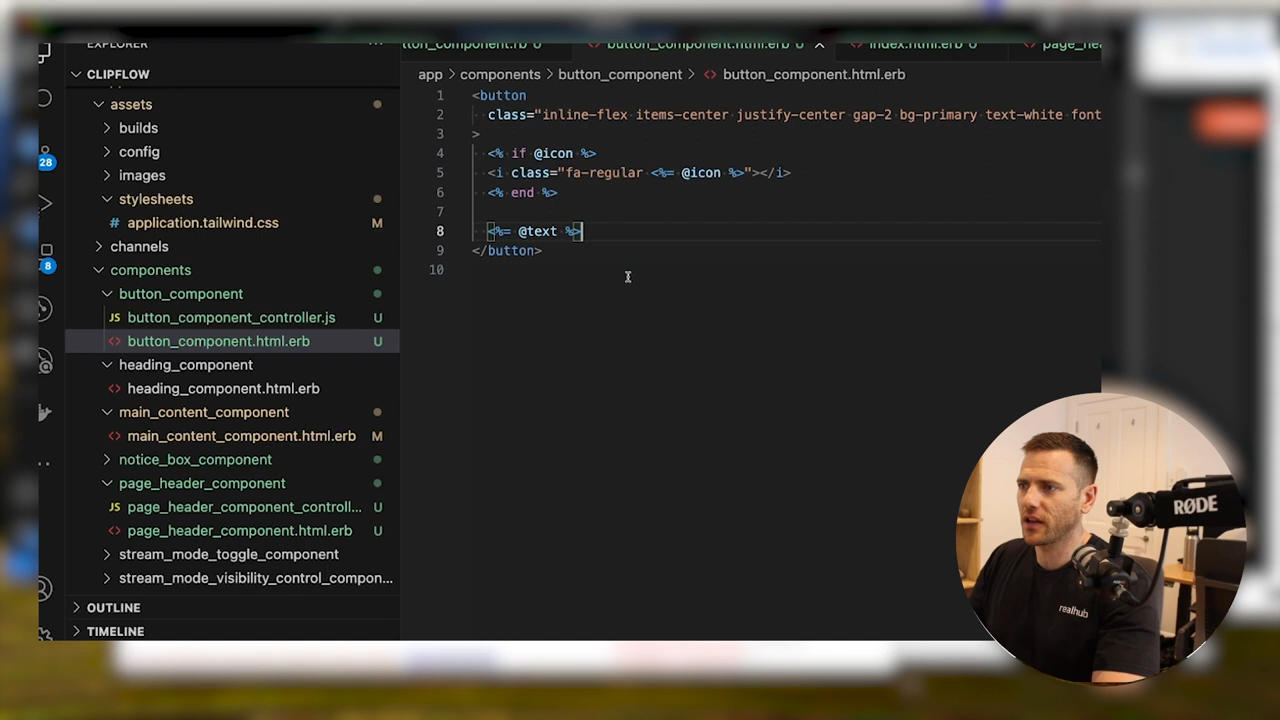 EXPLORER
CLIPFLOW
assets
builds
config
images
stylesheets
# application.tailwind.css M
channels
components
button_component
JS button_component_controller.js U
<> button_component.html.erb U
heading_component
<> heading_component.html.erb
main_content_component
<> main_content_component.html.erb M
notice_box_component
page_header_component
JS page_header_component_controll... U
<> page_header_component.html.erb U
stream_mode_toggle_component
stream_mode_visibility_control_compon...
OUTLINE
TIMELINE
28
8
tton_component.rb U
button_component.html.erb U
index.html.erb U
page_hea
app > components > button_component > <> button_component.html.erb
1 <button
2 class="inline-flex items-center justify-center gap-2 bg-primary text-white font
3 >
4 <% if @icon %>
5 <i class="fa-regular <%= @icon %>"></i>
6 <% end %>
7
8 <%= @text %>
9 </button>
10
RØDE
realhub